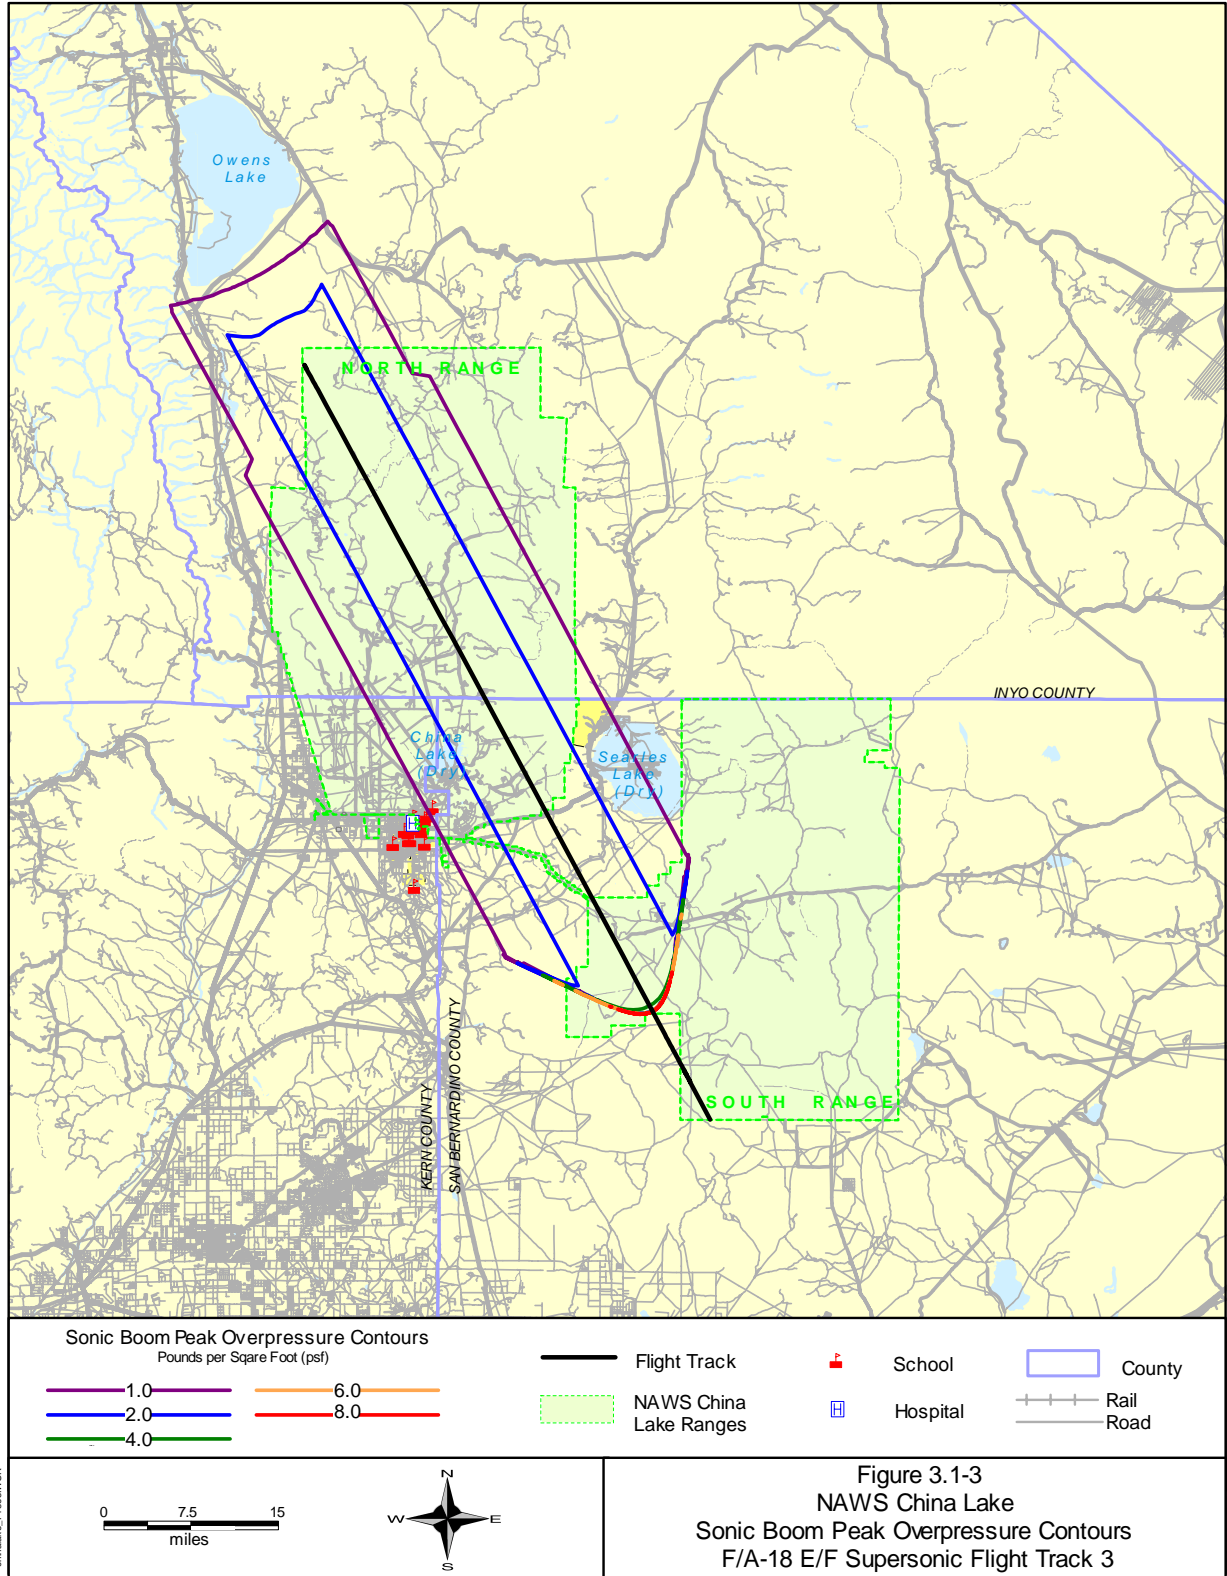 Owens
Lake
NORTH RANGE
INYO COUNTY
China
Lake
(Dry)
Searles
Lake
(Dry)
H
SOUTH RANGE
KERN COUNTY
SAN BERNARDINO COUNTY
Sonic Boom Peak Overpressure Contours
Pounds per Sqare Foot (psf)
1.0
2.0
4.0
6.0
8.0
Flight Track
NAWS China
Lake Ranges
School
H
Hospital
County
Rail
Road
0 7.5 15
miles
N
W E
S
Figure 3.1-3
NAWS China Lake
Sonic Boom Peak Overpressure Contours
F/A-18 E/F Supersonic Flight Track 3